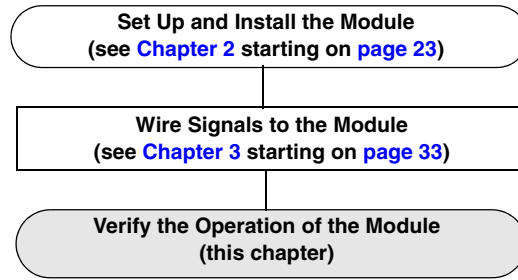 Set Up and Install the Module
(see Chapter 2 starting on page 23)
Wire Signals to the Module
(see Chapter 3 starting on page 33)
Verify the Operation of the Module
(this chapter)